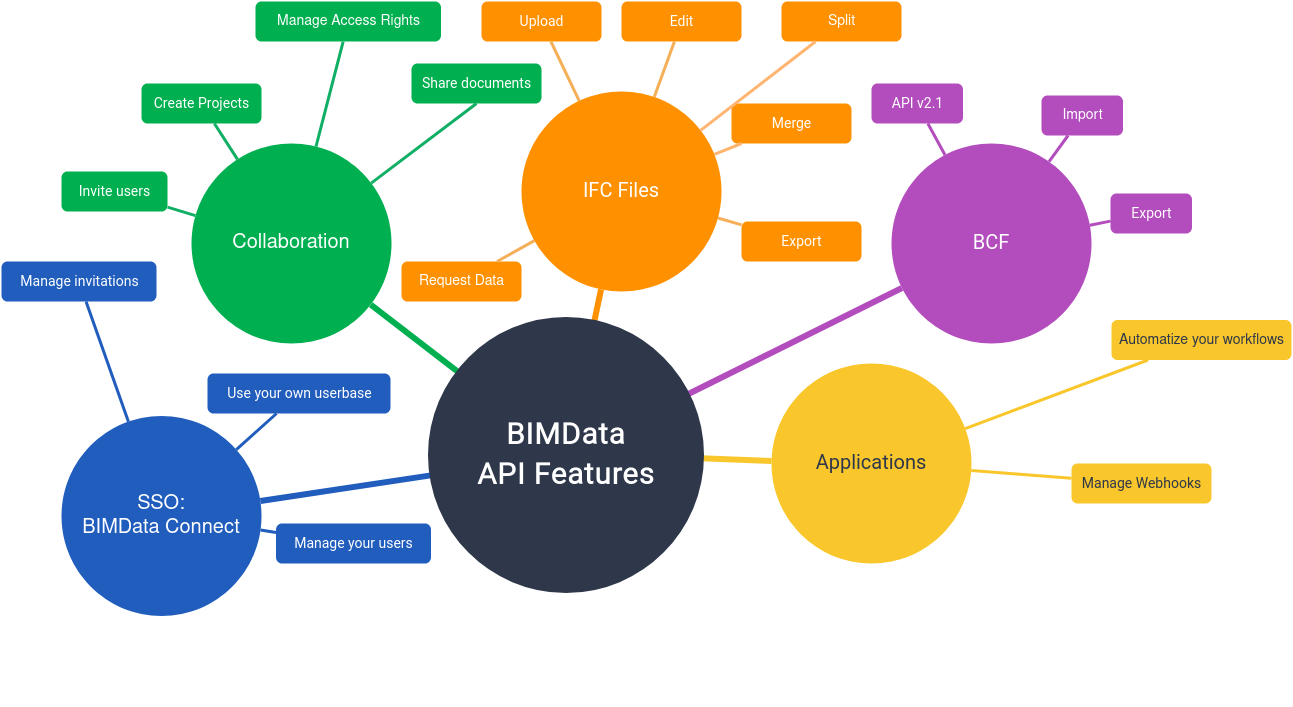 Manage Access Rights
Upload
Edit
Split
Share documents
Create Projects
API v2.1
Import
Merge
Invite users
IFC Files
Export
Collaboration
BCF
Export
Manage invitations
Request Data
Automatize your workflows
Use your own userbase
BIMData
API Features
Applications
Manage Webhooks
SSO:
BIMData Connect
Manage your users